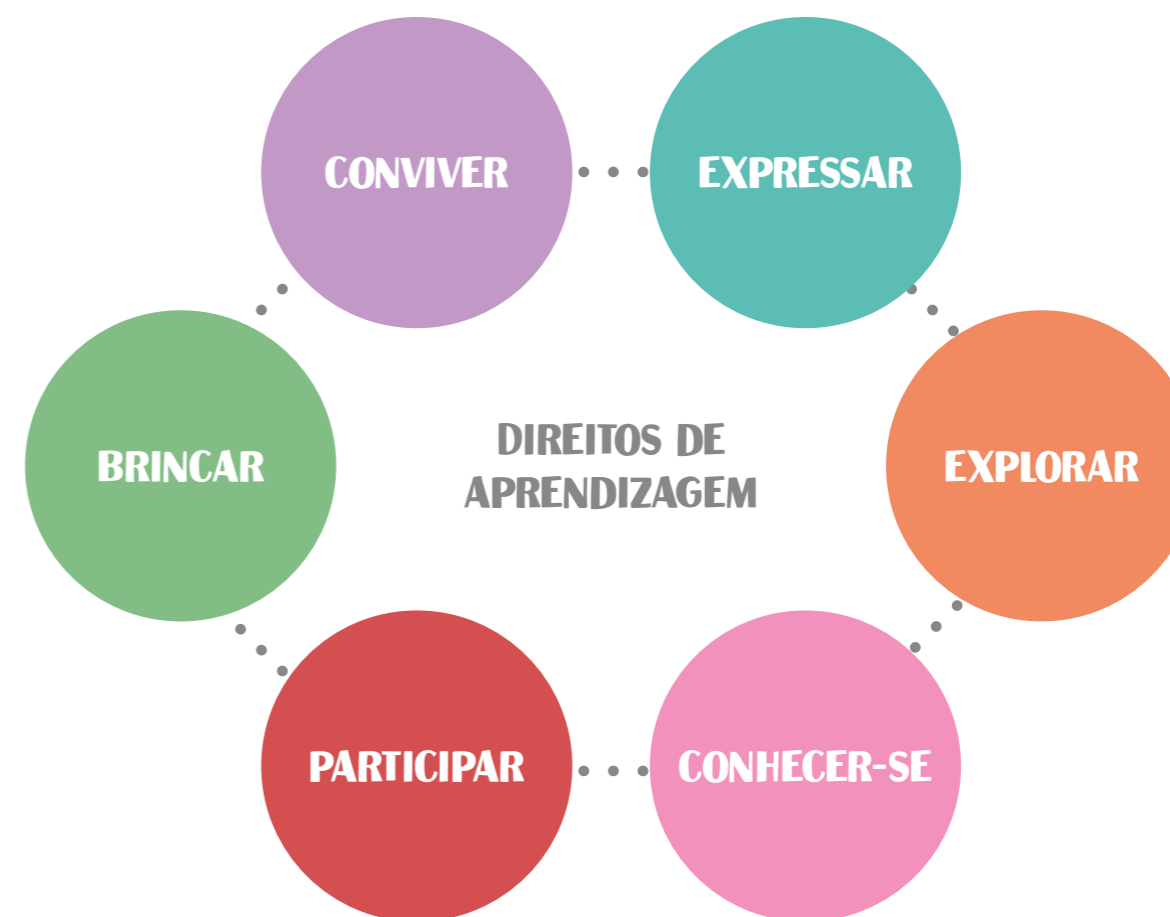 CONVIVER
EXPRESSAR
BRINCAR
DIREITOS DE
APRENDIZAGEM
EXPLORAR
PARTICIPAR
CONHECER-SE